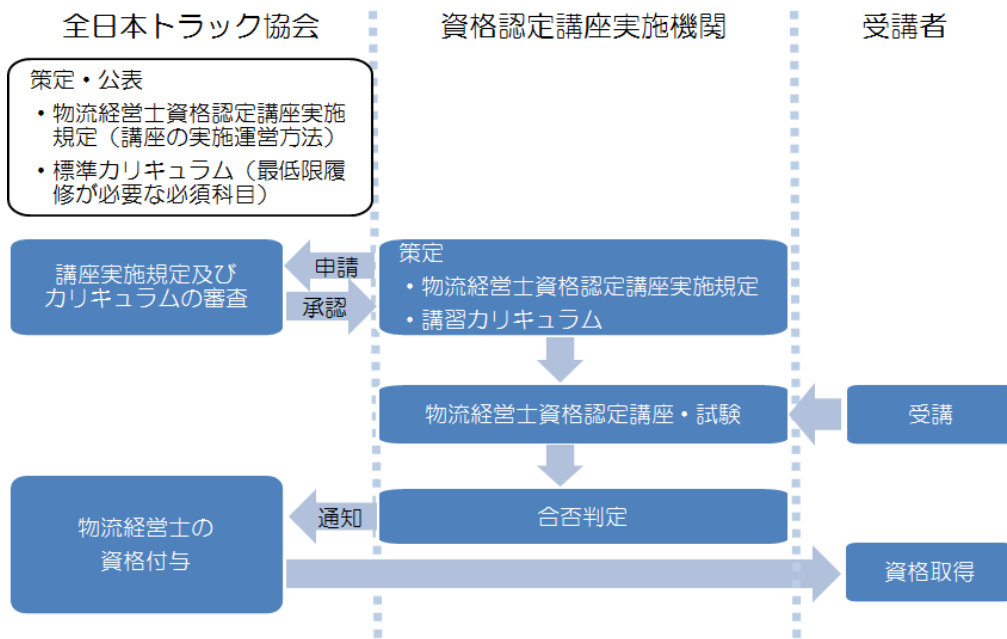 全日本トラック協会
資格認定講座実施機関
受講者
策定・公表
・物流経営士資格認定講座実施
規定（講座の実施運営方法）
・標準カリキュラム（最低限履
修が必要な必須科目）
講座実施規定及び
カリキュラムの審査
申請
承認
策定
・物流経営士資格認定講座実施規定
・講習カリキュラム
物流経営士資格認定講座・試験
受講
物流経営士の
資格付与
通知
合否判定
資格取得